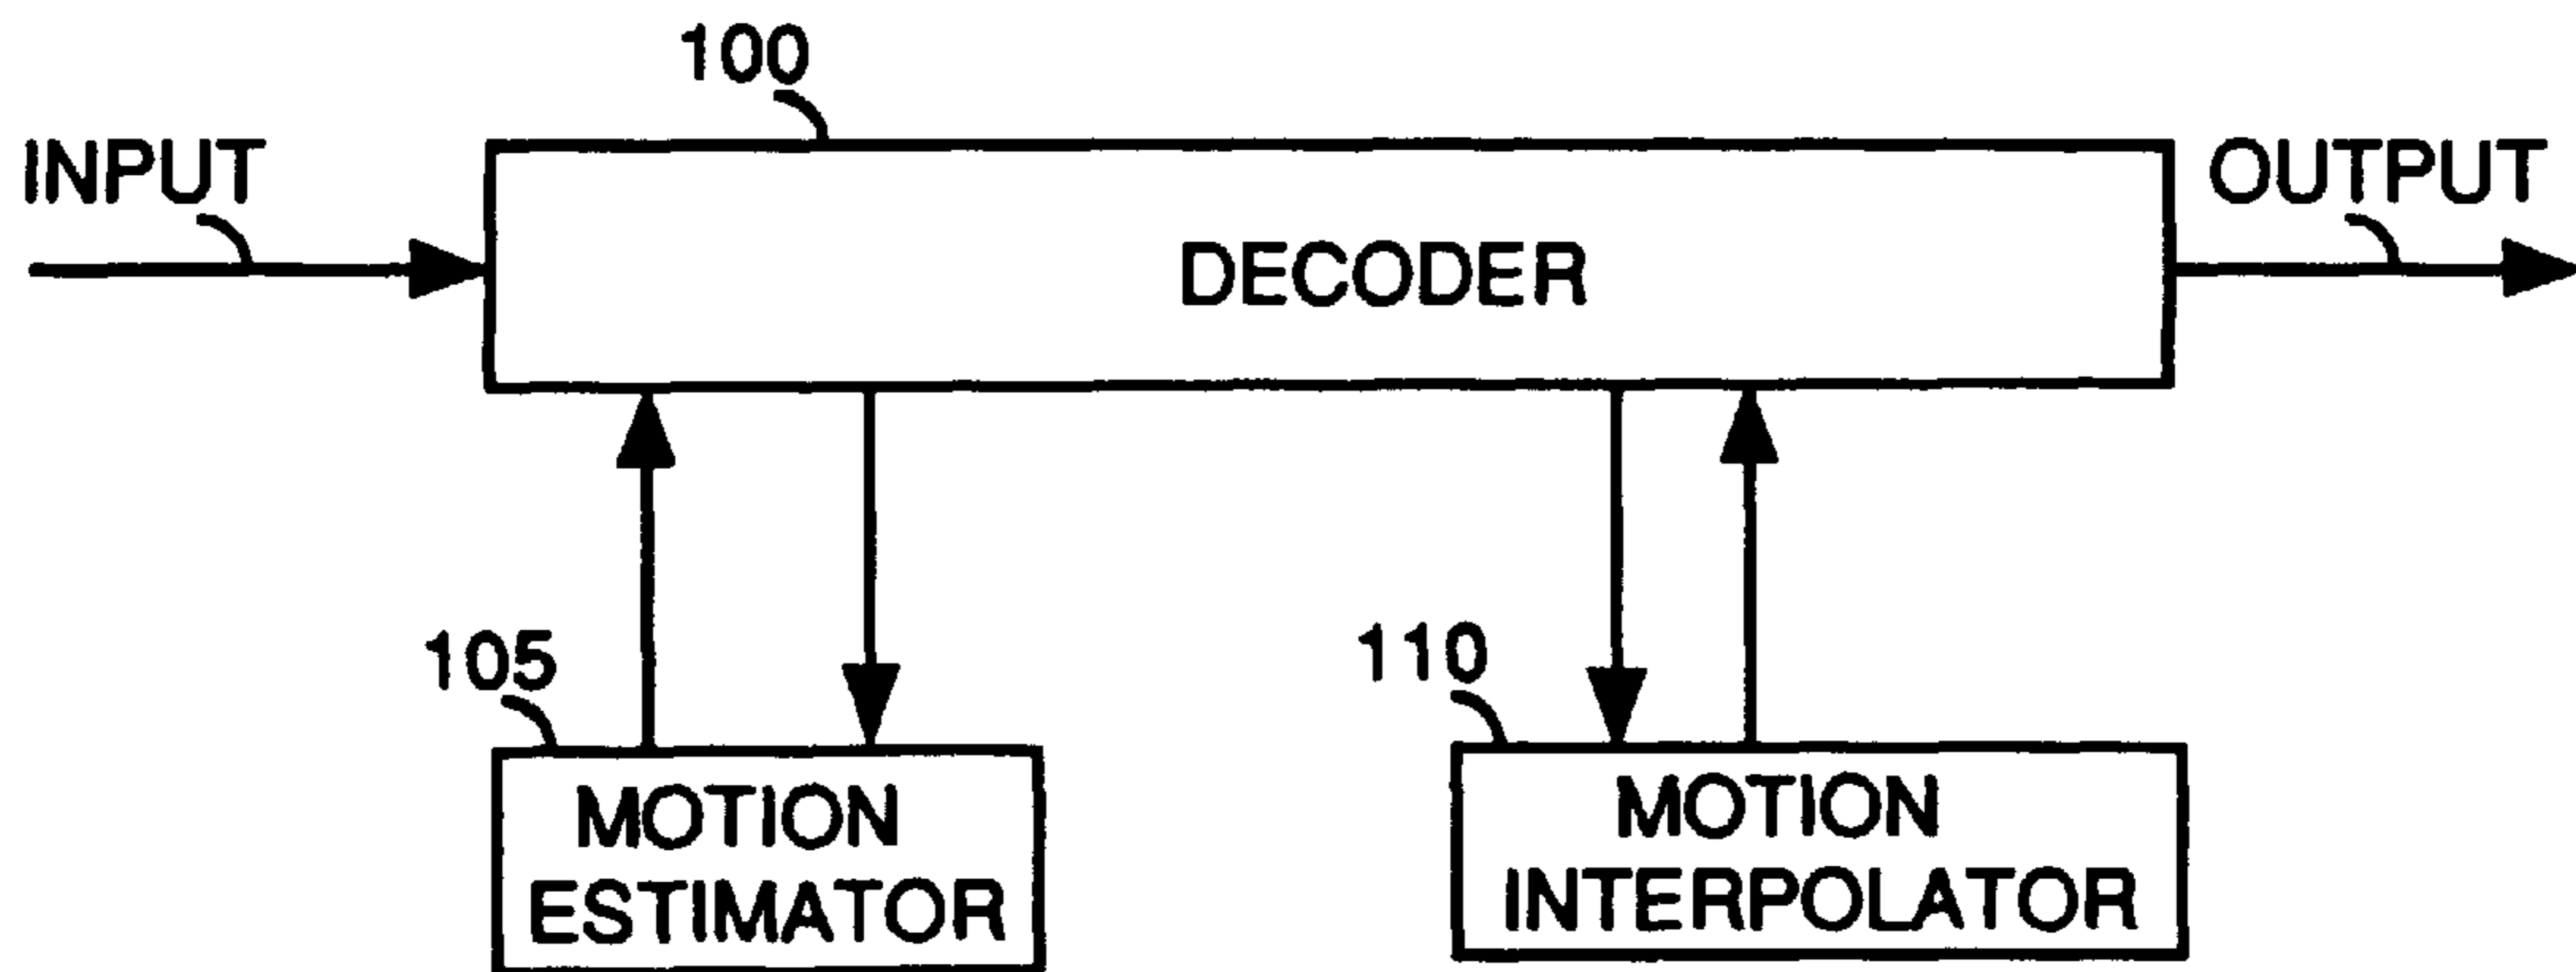 100
INPUT
OUTPUT
DECODER
105
110
MOTION
ESTIMATOR
MOTION
INTERPOLATOR